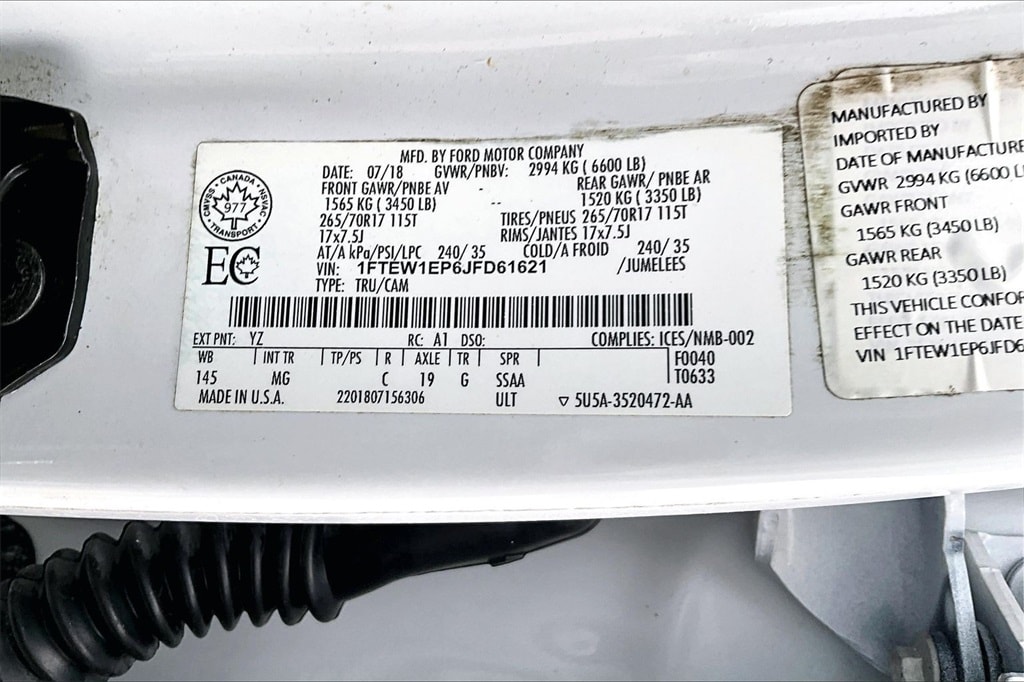 MFD. BY FORD MOTOR COMPANY
DATE: 07/18 GVWR/PNBV: 2994 KG ( 6600 LB)
FRONT GAWR/PNBE AV - REAR GAWR/ PNBE AR
1565 KG ( 3450 LB) -- 1520 KG ( 3350 LB)
265/70R17 115T TIRES/PNEUS 265/70R17 115T
17x7.5J RIMS/JANTES 17x7.5J
AT/A kPa/PSI/LPC 240/ 35 COLD/A FROID 240/ 35
VIN: 1FTEW1EP6JFD61621 /JUMELEES
TYPE: TRU/CAM
CANADA
CMVSS NSVAC
977
TRANSPORT
EC
EXT PNT: YZ RC: A1 DSO: COMPLIES: ICES/NMB-002
WB INT TR TP/PS R AXLE TR SPR F0040
145 MG C 19 G SSAA T0633
MADE IN U.S.A. 2201807156306 ULT ▽ 5U5A-3520472-AA
MANUFACTURED BY
IMPORTED BY
DATE OF MANUFACTURE
GVWR 2994 KG (6600 L
GAWR FRONT
1565 KG (3450 LB)
GAWR REAR
1520 KG (3350 LB)
THIS VEHICLE CONFOR
EFFECT ON THE DATE
VIN 1FTEW1EP6JFD6